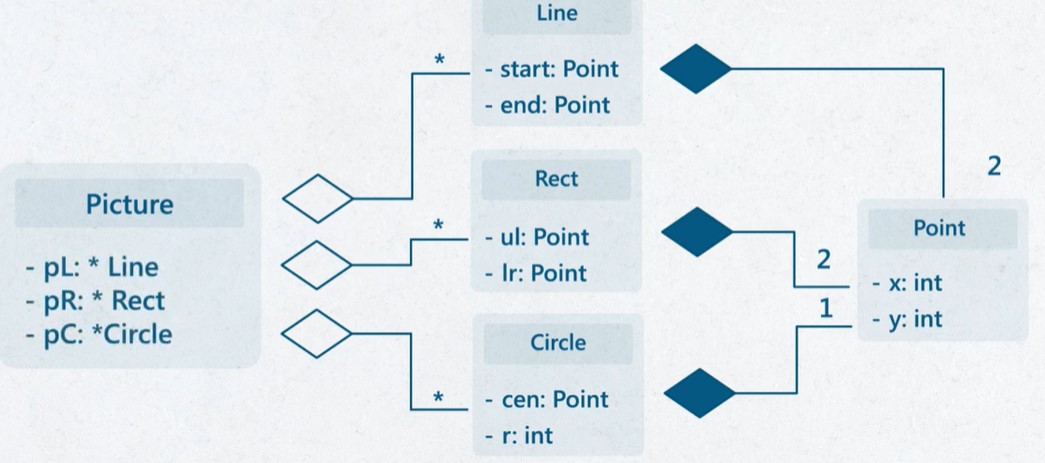 Line
*
- start: Point
- end: Point
2
Rect
Picture
*
- ul: Point
- lr: Point
Point
- pL: * Line
- pR: * Rect
- pC: *Circle
2
- x: int
1
- y: int
Circle
*
- cen: Point
- r: int